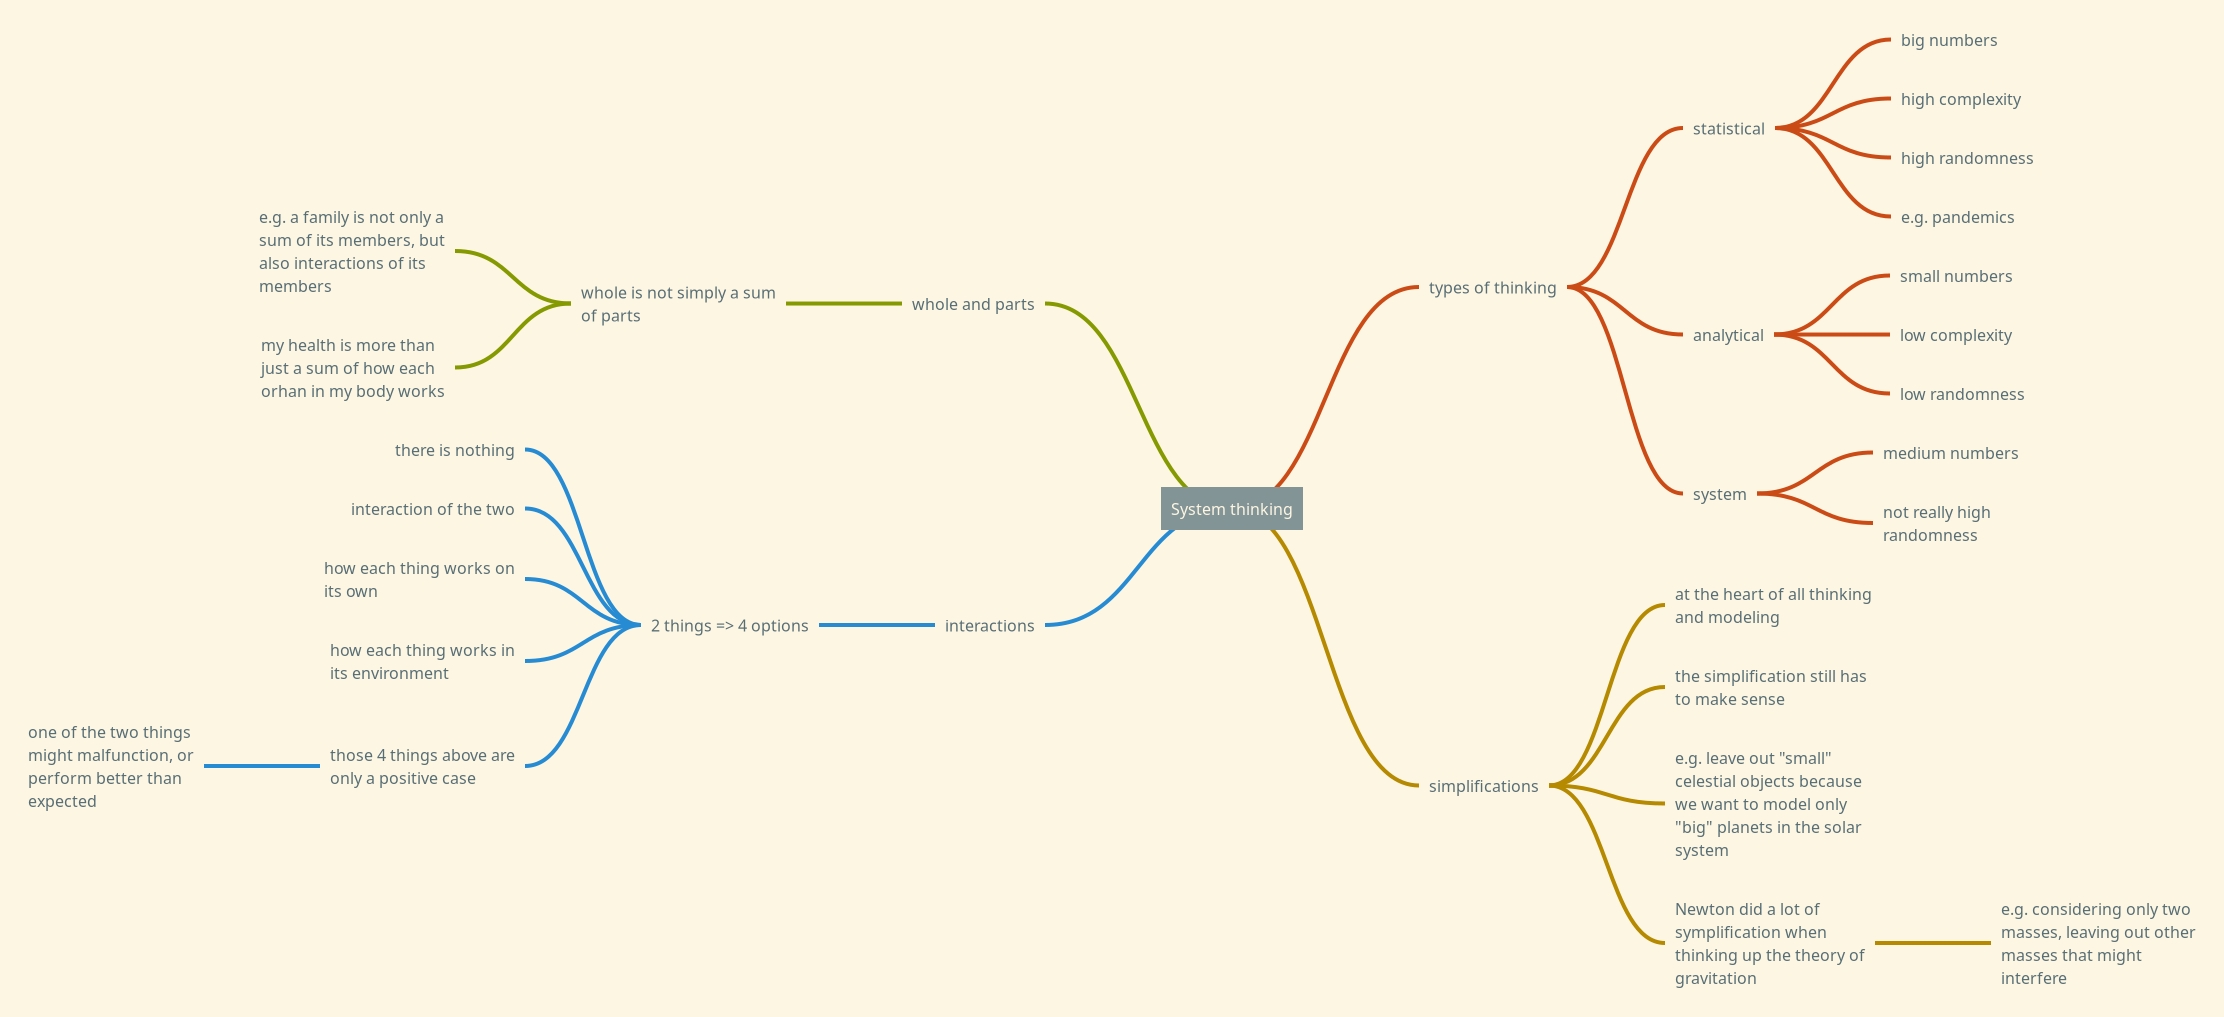 System thinking
types of thinking
statistical
big numbers
high complexity
high randomness
e.g. pandemics
analytical
small numbers
low complexity
low randomness
system
medium numbers
not really high
randomness
simplifications
at the heart of all thinking
and modeling
the simplification still has
to make sense
e.g. leave out "small"
celestial objects because
we want to model only
"big" planets in the solar
system
Newton did a lot of
symplification when
thinking up the theory of
gravitation
e.g. considering only two
masses, leaving out other
masses that might
interfere
whole and parts
whole is not simply a sum
of parts
e.g. a family is not only a
sum of its members, but
also interactions of its
members
my health is more than
just a sum of how each
orhan in my body works
interactions
2 things => 4 options
there is nothing
interaction of the two
how each thing works on
its own
how each thing works in
its environment
those 4 things above are
only a positive case
one of the two things
might malfunction, or
perform better than
expected